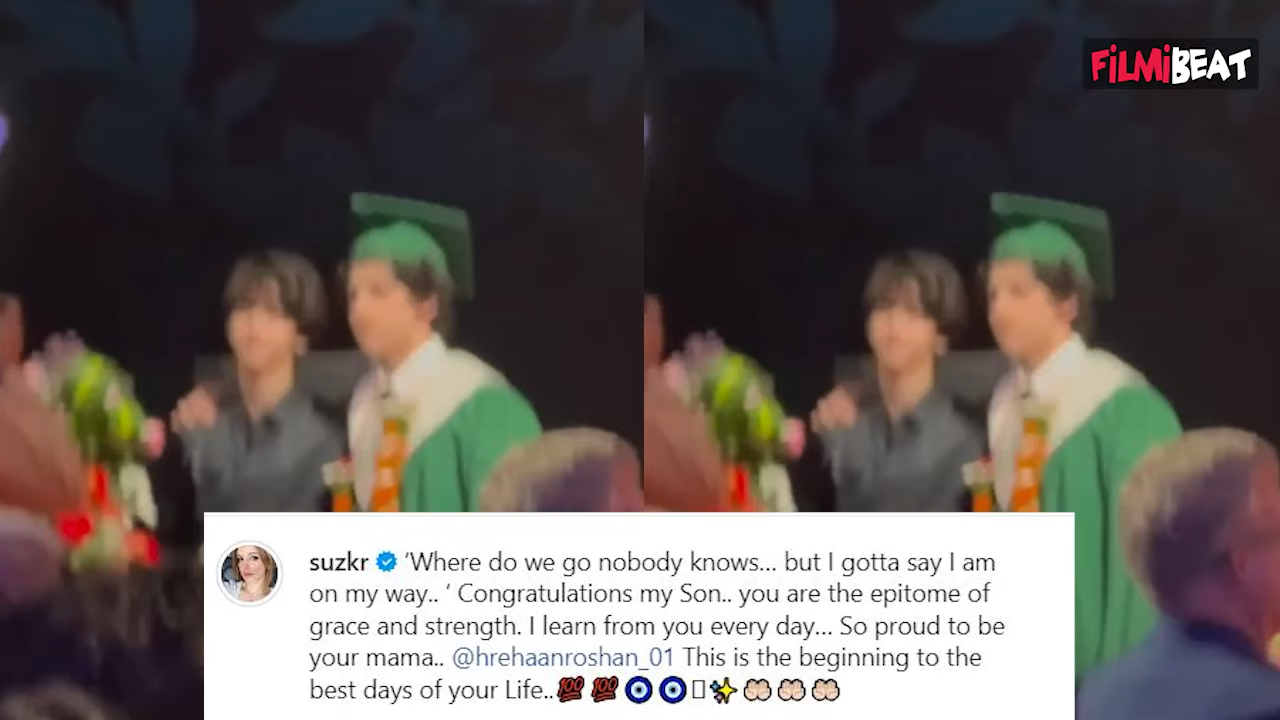 FiLMiBEAT
suzkr ‘Where do we go nobody knows... but I gotta say I am
on my way.. ‘ Congratulations my Son.. you are the epitome of
grace and strength. I learn from you every day... So proud to be
your mama.. @hrehaanroshan_01 This is the beginning to the
best days of your Life..💯 💯 🧿 🧿 ▯✨ 🤲🏻 🤲🏻 🤲🏻